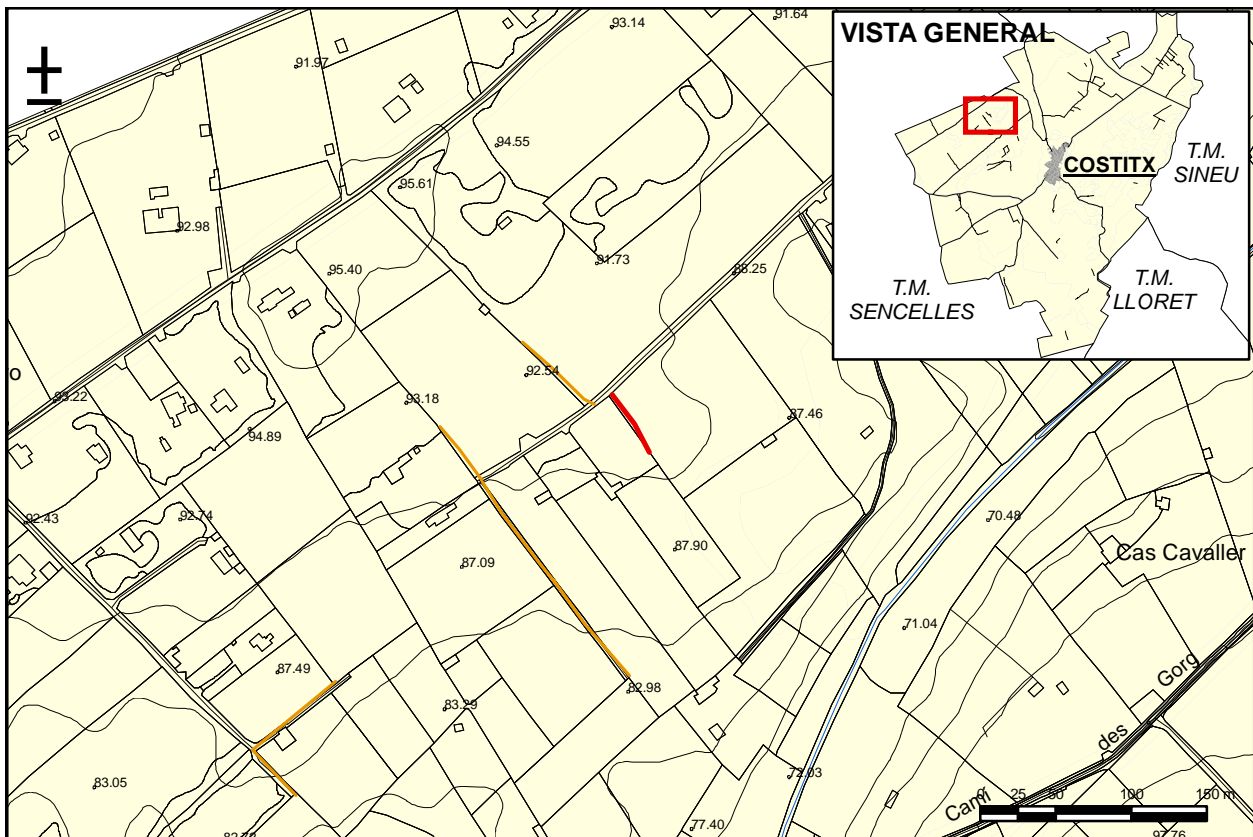 93.14
91.64
VISTA GENERAL
91.97
94.55
T.M.
SINEU
COSTITX
95.61
92.98
91.73
88.25
95.40
T.M.
SENCELLES
T.M.
LLORET
92.54
o
93.22
93.18
87.46
94.89
92.43
92.74
70.48
87.90
Cas Cavaller
87.09
71.04
87.49
82.98
83.29
Camí des Gorg
83.05
72.03
0 25 50 100 150 m
77.40
97.76